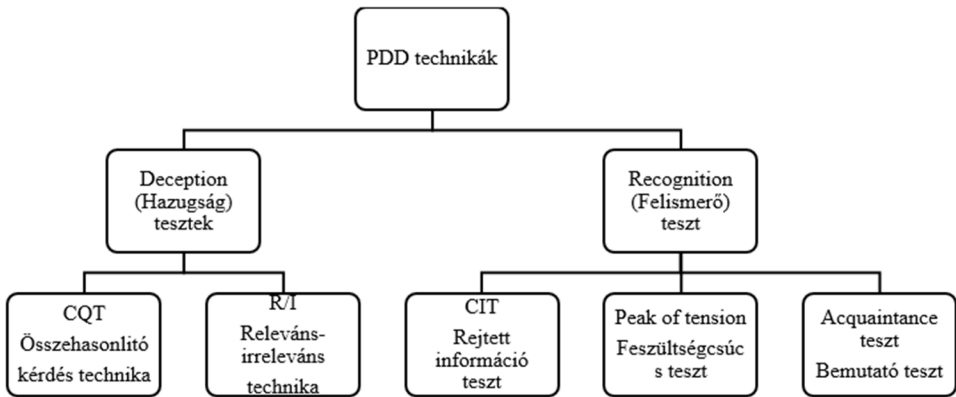 PDD technikák
Deception
(Hazugság)
tesztek
Recognition
(Felismerő)
teszt
CQT
Összehasonlitó
kérdés technika
R/I
Releváns-
irreleváns
technika
CIT
Rejtett
információ
teszt
Peak of tension
Feszültségcsúc
s teszt
Acquaintance
teszt
Bemutató teszt